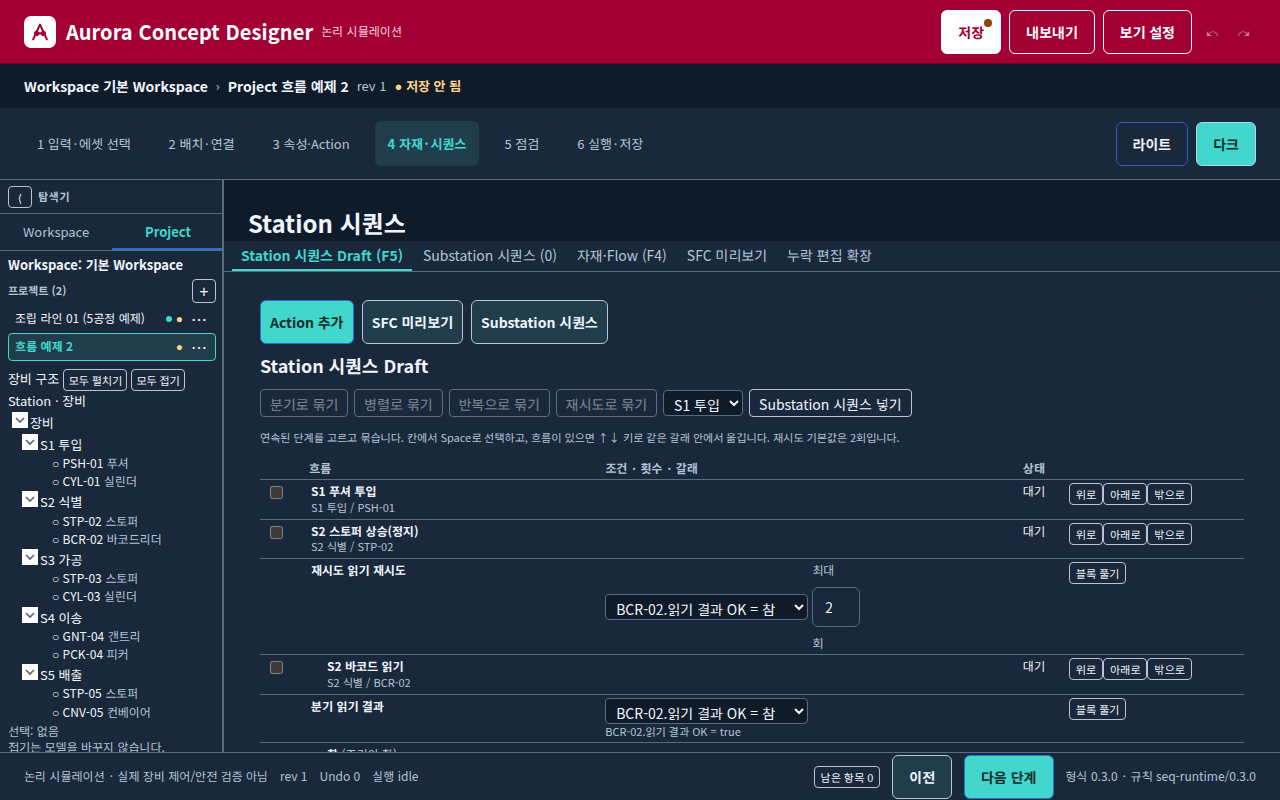 Aurora Concept Designer 논리 시뮬레이션
저장 내보내기 보기 설정
Workspace 기본 Workspace › Project 흐름 예제 2 rev 1 ● 저장 안 됨
1 입력·에셋 선택 2 배치·연결 3 속성·Action 4 자재·시퀀스 5 점검 6 실행·저장
라이트 다크
⟨ 탐색기
Workspace Project
Workspace: 기본 Workspace
프로젝트 (2) +
조립 라인 01 (5공정 예제) ● ● ···
흐름 예제 2 ● ···
장비 구조 모두 펼치기 모두 접기
Station · 장비
장비
S1 투입
○ PSH-01 푸셔
○ CYL-01 실린더
S2 식별
○ STP-02 스토퍼
○ BCR-02 바코드리더
S3 가공
○ STP-03 스토퍼
○ CYL-03 실린더
S4 이송
○ GNT-04 갠트리
○ PCK-04 피커
S5 배출
○ STP-05 스토퍼
○ CNV-05 컨베이어
선택: 없음
접기는 모델을 바꾸지 않습니다.
Station 시퀀스
Station 시퀀스 Draft (F5) Substation 시퀀스 (0) 자재·Flow (F4) SFC 미리보기 누락 편집 확장
Action 추가 SFC 미리보기 Substation 시퀀스
Station 시퀀스 Draft
분기로 묶기 병렬로 묶기 반복으로 묶기 재시도로 묶기 S1 투입 Substation 시퀀스 넣기
연속된 단계를 고르고 묶습니다. 칸에서 Space로 선택하고, 흐름이 있으면 ↑↓ 키로 같은 갈래 안에서 옮깁니다. 재시도 기본값은 2회입니다.
흐름 조건 · 횟수 · 갈래 상태
S1 푸셔 투입 대기 위로 아래로 밖으로
S1 투입 / PSH-01
S2 스토퍼 상승(정지) 대기 위로 아래로 밖으로
S2 식별 / STP-02
재시도 읽기 재시도 최대 블록 풀기
BCR-02.읽기 결과 OK = 참 2
회
S2 바코드 읽기 대기 위로 아래로 밖으로
S2 식별 / BCR-02
분기 읽기 결과 BCR-02.읽기 결과 OK = 참 블록 풀기
BCR-02.읽기 결과 OK = true
논리 시뮬레이션 · 실제 장비 제어/안전 검증 아님 rev 1 Undo 0 실행 idle
남은 항목 0 이전 다음 단계 형식 0.3.0 · 규칙 seq-runtime/0.3.0